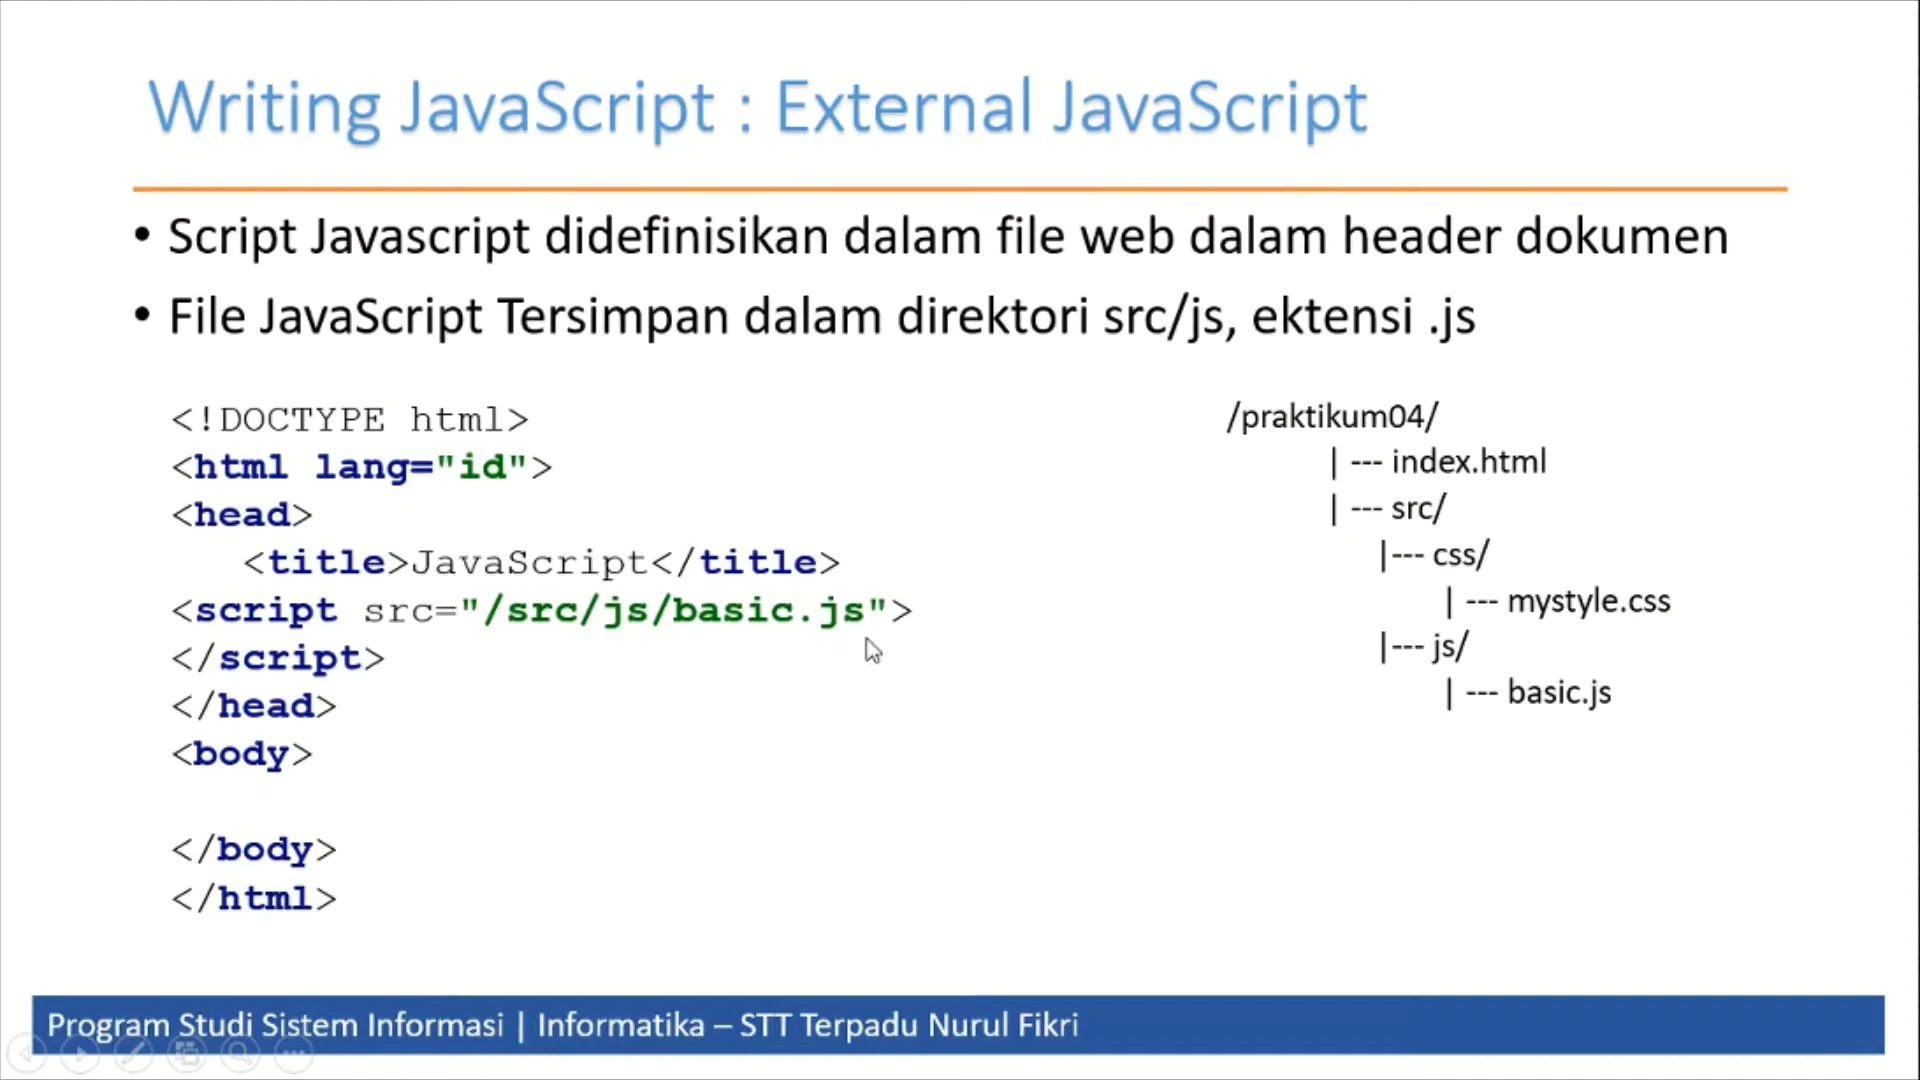 Writing JavaScript : External JavaScript
• Script Javascript didefinisikan dalam file web dalam header dokumen
• File JavaScript Tersimpan dalam direktori src/js, ektensi .js
<!DOCTYPE html>
<html lang="id">
<head>
   <title>JavaScript</title>
<script src="/src/js/basic.js">
</script>
</head>
<body>
</body>
</html>
/praktikum04/
| --- index.html
| --- src/
|--- css/
| --- mystyle.css
|--- js/
| --- basic.js
Program Studi Sistem Informasi | Informatika – STT Terpadu Nurul Fikri